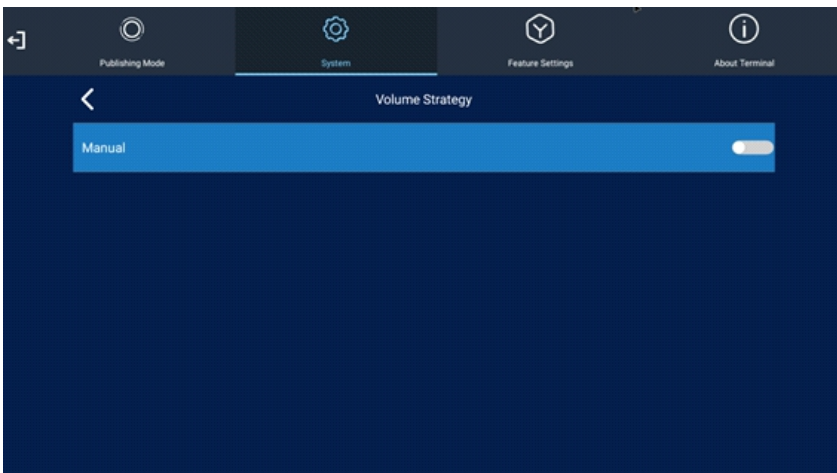 Publishing Mode
System
Feature Settings
About Terminal
Volume Strategy
Manual